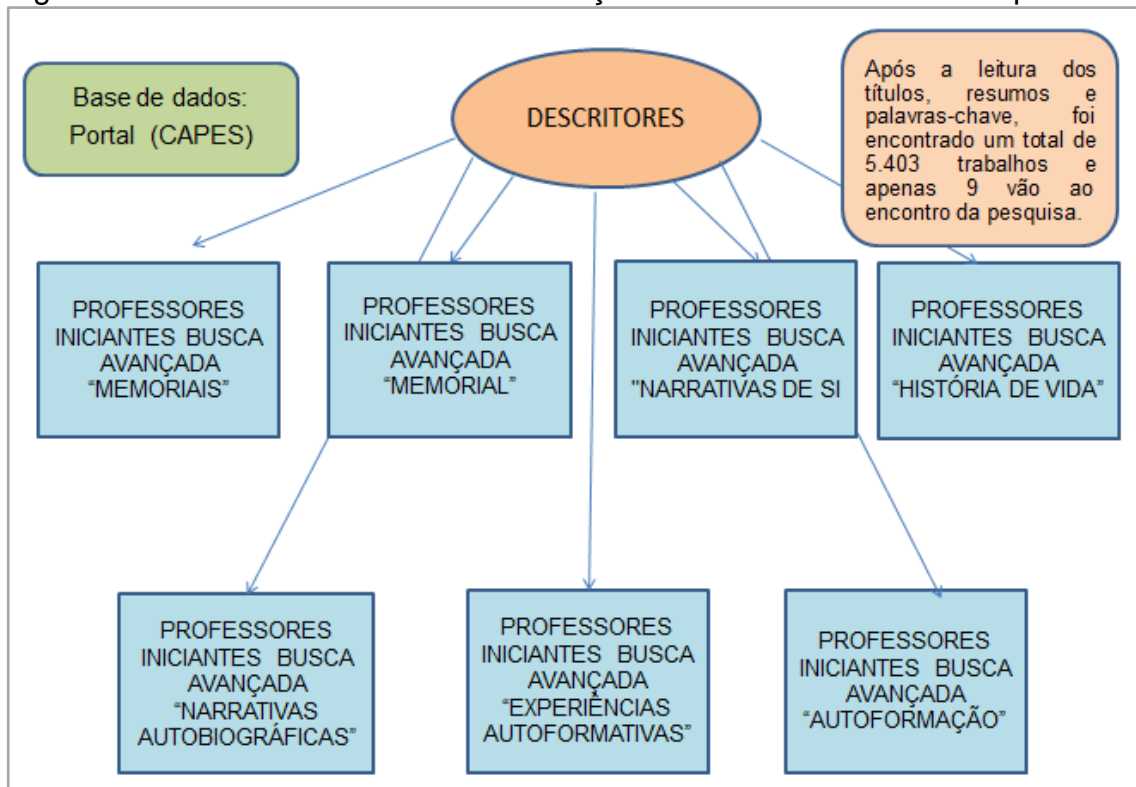 Base de dados:
Portal (CAPES)
DESCRITORES
Após a leitura dos
títulos, resumos e
palavras-chave, foi
encontrado um total de
5.403 trabalhos e
apenas 9 vão ao
encontro da pesquisa.
PROFESSORES
INICIANTES BUSCA
AVANÇADA
“MEMORIAIS”
PROFESSORES
INICIANTES BUSCA
AVANÇADA
“MEMORIAL”
PROFESSORES
INICIANTES BUSCA
AVANÇADA
"NARRATIVAS DE SI
PROFESSORES
INICIANTES BUSCA
AVANÇADA
“HISTÓRIA DE VIDA”
PROFESSORES
INICIANTES BUSCA
AVANÇADA
“NARRATIVAS
AUTOBIOGRÁFICAS”
PROFESSORES
INICIANTES BUSCA
AVANÇADA
“EXPERIÊNCIAS
AUTOFORMATIVAS”
PROFESSORES
INICIANTES BUSCA
AVANÇADA
“AUTOFORMAÇÃO”